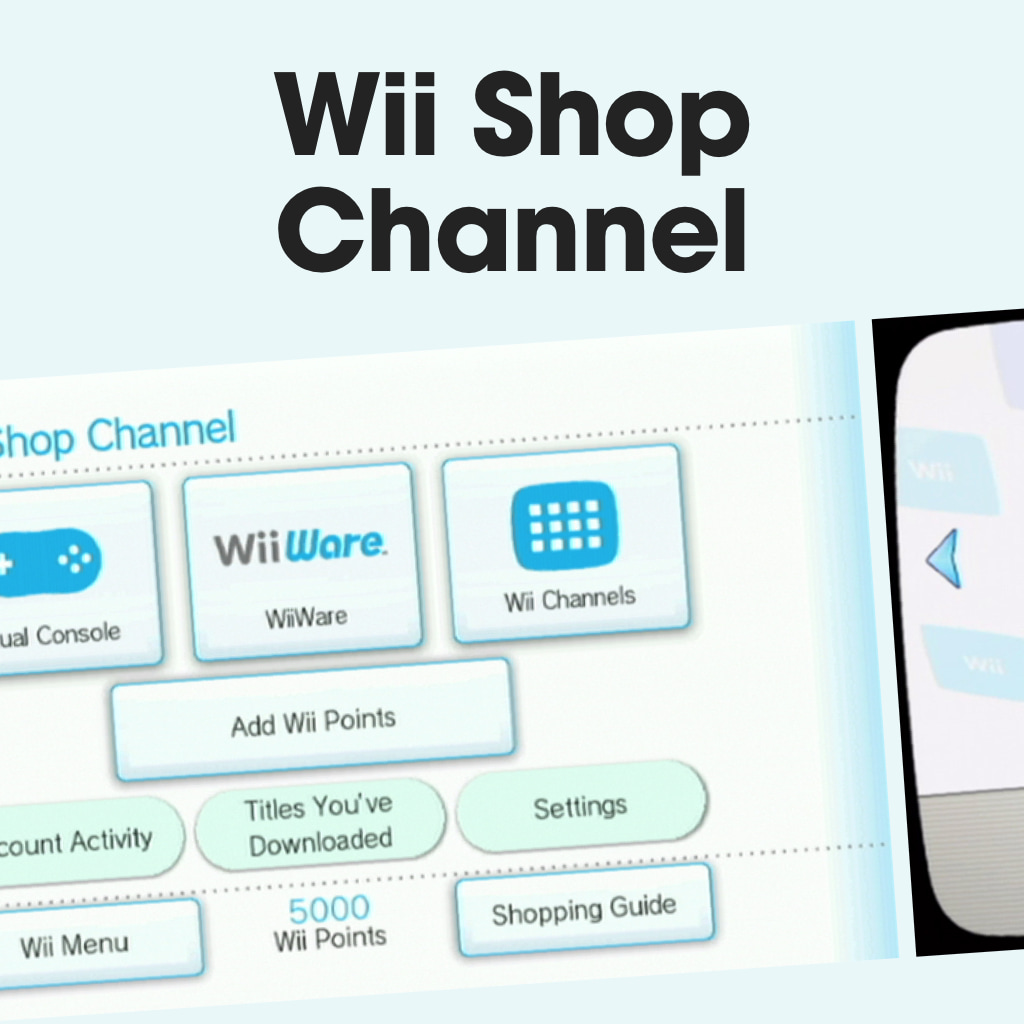 Wii Shop
Channel
Shop Channel
ual Console
WiiWare
WiiWare
Wii Channels
Add Wii Points
count Activity
Titles You've
Downloaded
Settings
Wii Menu
5000
Wii Points
Shopping Guide
Wii
Wii